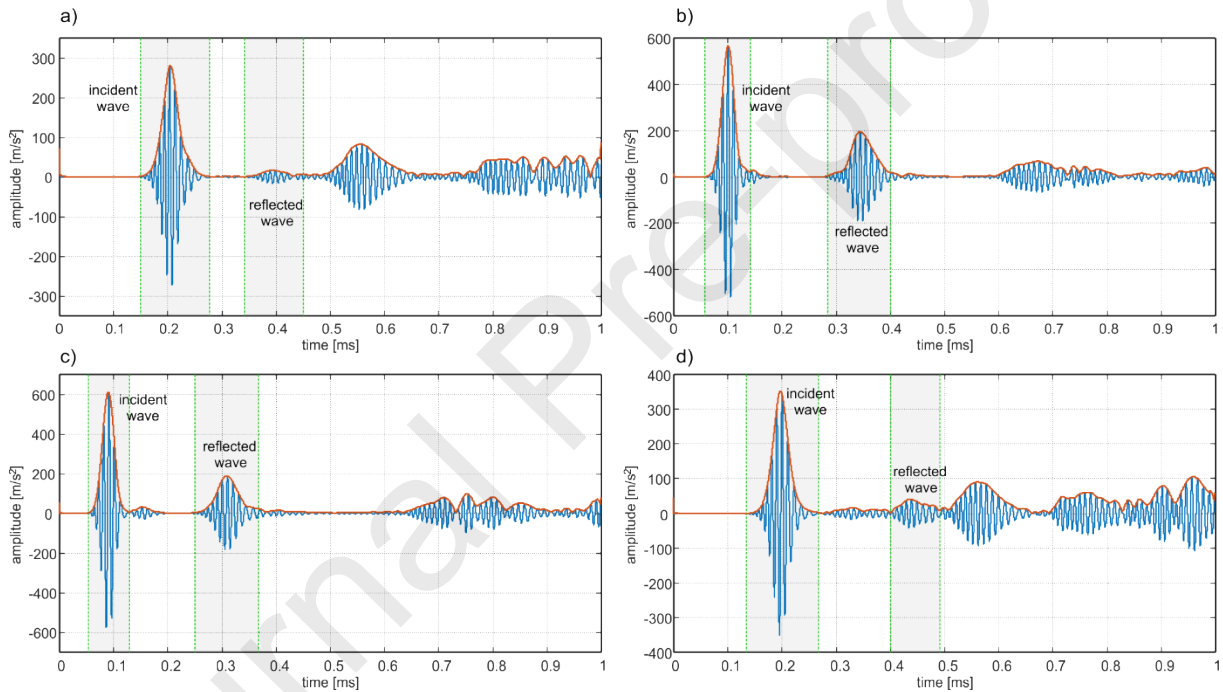 a)
amplitude [m/s²]
300
200
100
0
-100
-200
-300
incident
wave
reflected
wave
0 0.1 0.2 0.3 0.4 0.5 0.6 0.7 0.8 0.9 1
time [ms]
b)
amplitude [m/s²]
600
400
200
0
-200
-400
-600
incident
wave
reflected
wave
0 0.1 0.2 0.3 0.4 0.5 0.6 0.7 0.8 0.9 1
time [ms]
c)
amplitude [m/s²]
600
400
200
0
-200
-400
-600
incident
wave
reflected
wave
0 0.1 0.2 0.3 0.4 0.5 0.6 0.7 0.8 0.9 1
time [ms]
d)
amplitude [m/s²]
400
300
200
100
0
-100
-200
-300
-400
incident
wave
reflected
wave
0 0.1 0.2 0.3 0.4 0.5 0.6 0.7 0.8 0.9 1
time [ms]
urnal Pre-pro